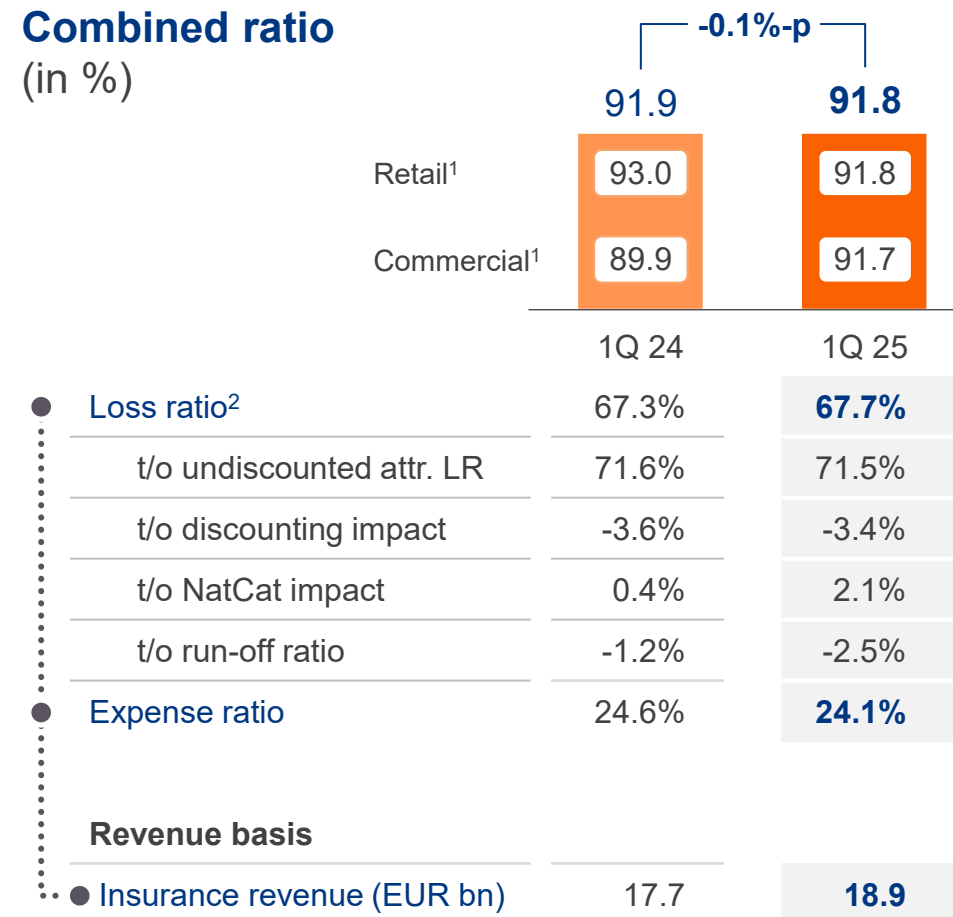 Combined ratio
(in %)
-0.1%-p
91.9 91.8
Retail¹ 93.0 91.8
Commercial¹ 89.9 91.7
1Q 24 1Q 25
Loss ratio² 67.3% 67.7%
t/o undiscounted attr. LR 71.6% 71.5%
t/o discounting impact -3.6% -3.4%
t/o NatCat impact 0.4% 2.1%
t/o run-off ratio -1.2% -2.5%
Expense ratio 24.6% 24.1%
Revenue basis
Insurance revenue (EUR bn) 17.7 18.9